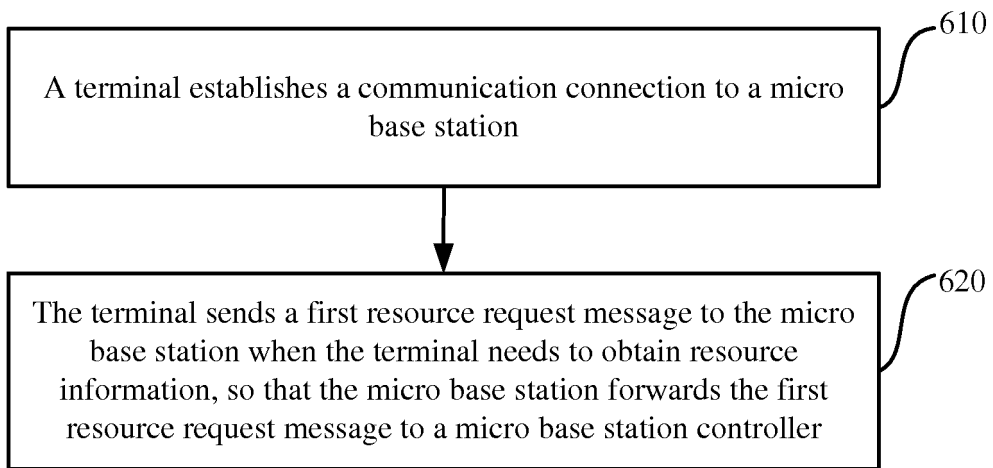 610
A terminal establishes a communication connection to a micro
base station
620
The terminal sends a first resource request message to the micro
base station when the terminal needs to obtain resource
information, so that the micro base station forwards the first
resource request message to a micro base station controller